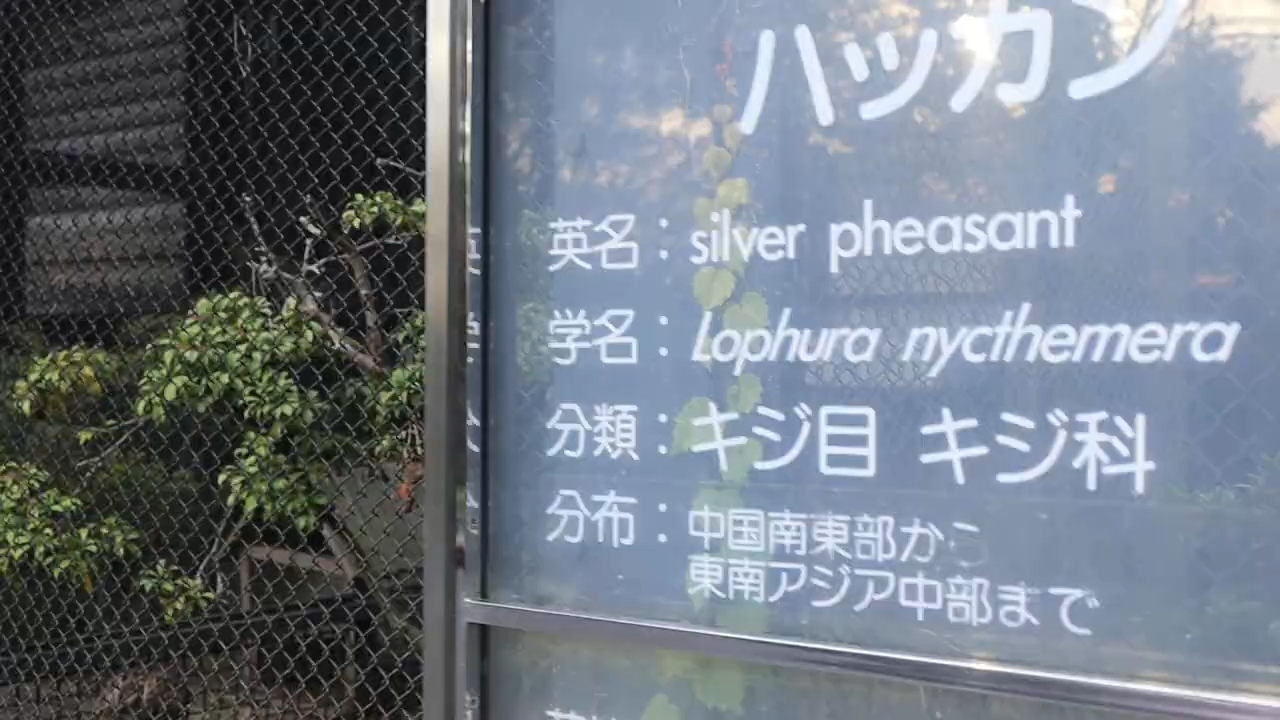 ハッカン
英名：silver pheasant
学名：Lophura nycthemera
分類：キジ目 キジ科
分布：中国南東部から
東南アジア中部まで